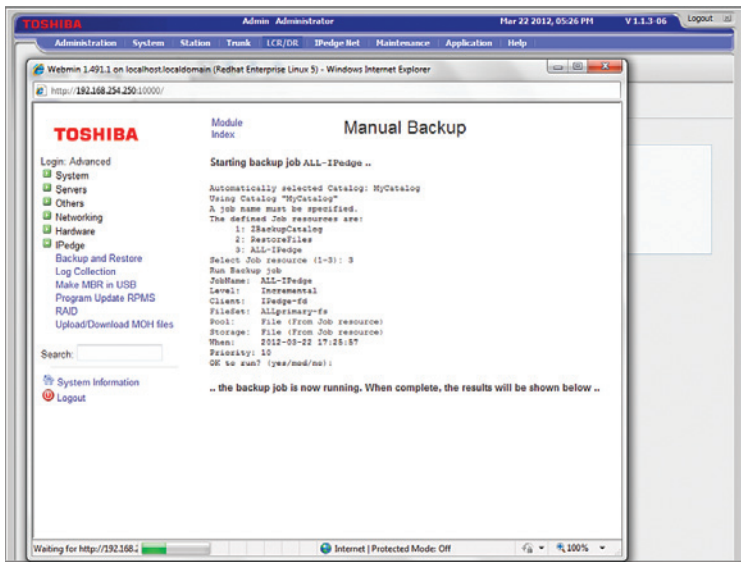 TOSHIBA
Admin Administrator
Mar 22 2012, 05:26 PM
V 1.1.3-06
Logout
Administration System Station Trunk LCR/DR IPedge Net Maintenance Application Help
Webmin 1.491.1 on localhost.localdomain (Redhat Enterprise Linux 5) - Windows Internet Explorer
http://192.168.254.250:10000/
TOSHIBA
Login: Advanced
System
Servers
Others
Networking
Hardware
IPedge
Backup and Restore
Log Collection
Make MBR in USB
Program Update RPMS
RAID
Upload/Download MOH files
Search:
System Information
Logout
Module
Index
Manual Backup
Starting backup job ALL-IPedge ..
Automatically selected Catalog: MyCatalog
Using Catalog "MyCatalog"
A job name must be specified.
The defined Job resources are:
1: IBackupCatalog
2: RestoreFiles
3: ALL-IPedge
Select Job resource (1-3): 3
Run Backup job
JobName: ALL-IPedge
Level: Incremental
Client: IPedge-fd
FileSet: ALLprimary-fs
Pool: File (From Job resource)
Storage: File (From Job resource)
When: 2012-03-22 17:25:57
Priority: 10
OK to run? (yes/mod/no):
.. the backup job is now running. When complete, the results will be shown below ..
Waiting for http://192.168.2
Internet | Protected Mode: Off
100%